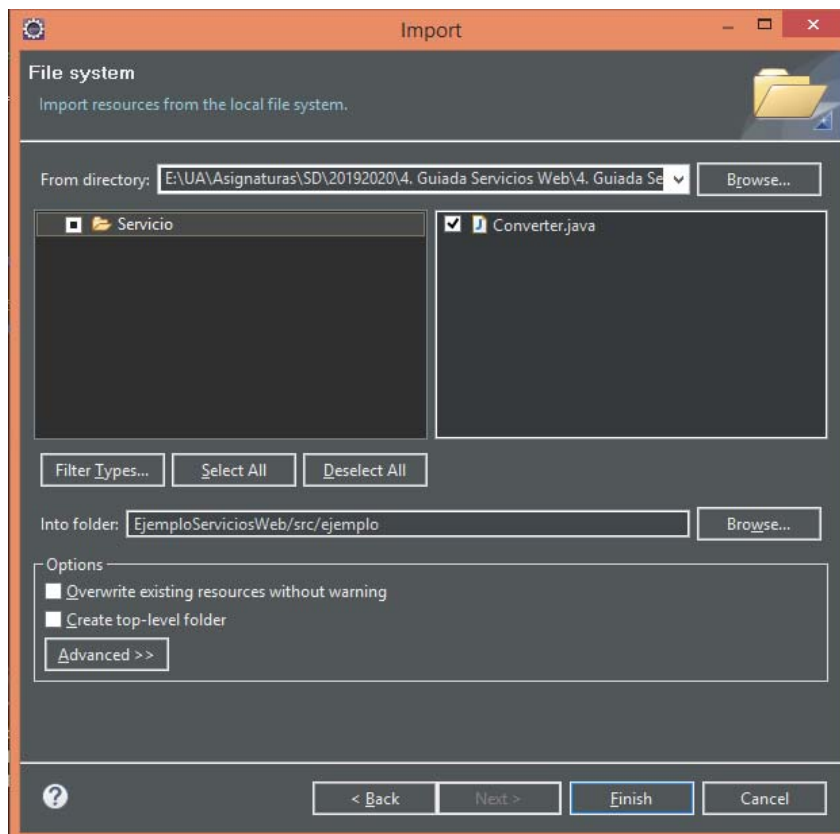 Import
File system
Import resources from the local file system.
From directory: E:\UA\Asignaturas\SD\20192020\4. Guiada Servicios Web\4. Guiada Se Browse...
Servicio
Converter.java
Filter Types... Select All Deselect All
Into folder: EjemploServiciosWeb/src/ejemplo Browse...
Options
Overwrite existing resources without warning
Create top-level folder
Advanced >>
? < Back Next > Finish Cancel